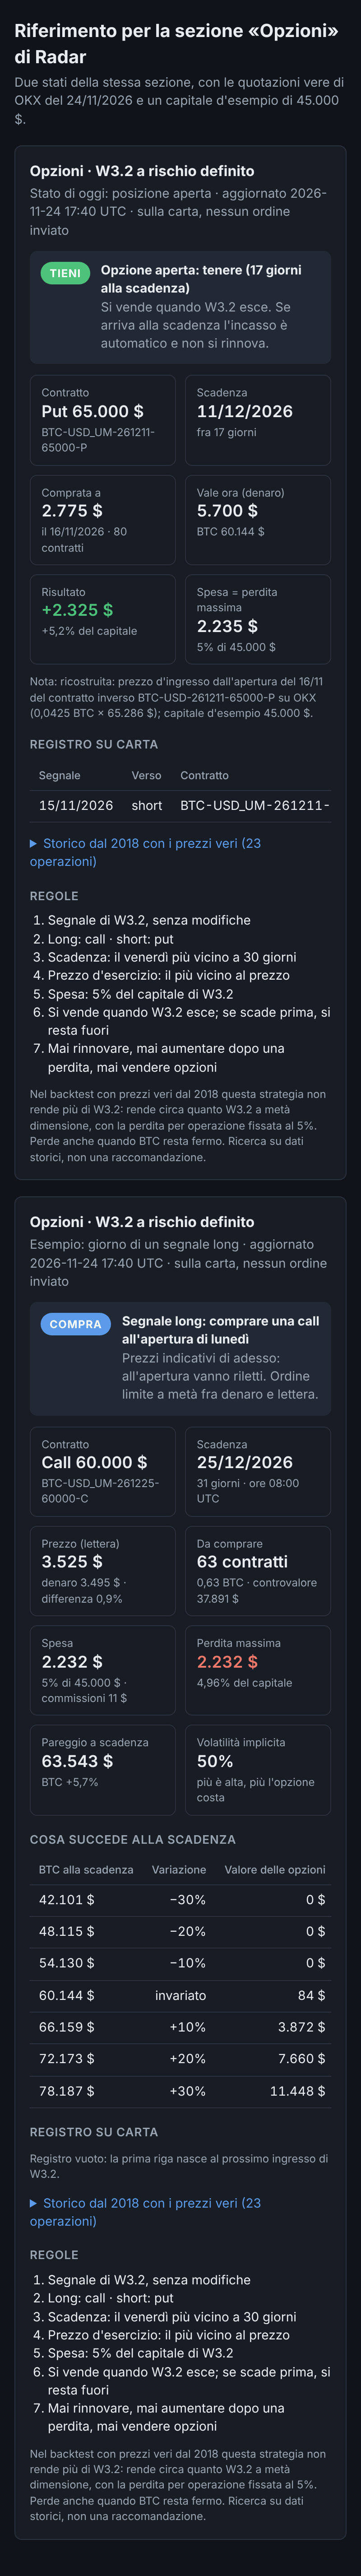 Riferimento per la sezione «Opzioni»
di Radar
Due stati della stessa sezione, con le quotazioni vere di
OKX del 24/11/2026 e un capitale d'esempio di 45.000
$.
Opzioni · W3.2 a rischio definito
Stato di oggi: posizione aperta · aggiornato 2026-
11-24 17:40 UTC · sulla carta, nessun ordine
inviato
TIENI
Opzione aperta: tenere (17 giorni
alla scadenza)
Si vende quando W3.2 esce. Se
arriva alla scadenza l'incasso è
automatico e non si rinnova.
Contratto
Put 65.000 $
BTC-USD_UM-261211-
65000-P
Scadenza
11/12/2026
fra 17 giorni
Comprata a
2.775 $
il 16/11/2026 · 80
contratti
Vale ora (denaro)
5.700 $
BTC 60.144 $
Risultato
+2.325 $
+5,2% del capitale
Spesa = perdita
massima
2.235 $
5% di 45.000 $
Nota: ricostruita: prezzo d'ingresso dall'apertura del 16/11
del contratto inverso BTC-USD-261211-65000-P su OKX
(0,0425 BTC × 65.286 $); capitale d'esempio 45.000 $.
REGISTRO SU CARTA
Segnale Verso Contratto
15/11/2026 short BTC-USD_UM-261211-
▶ Storico dal 2018 con i prezzi veri (23
operazioni)
REGOLE
1. Segnale di W3.2, senza modifiche
2. Long: call · short: put
3. Scadenza: il venerdì più vicino a 30 giorni
4. Prezzo d'esercizio: il più vicino al prezzo
5. Spesa: 5% del capitale di W3.2
6. Si vende quando W3.2 esce; se scade prima, si
resta fuori
7. Mai rinnovare, mai aumentare dopo una
perdita, mai vendere opzioni
Nel backtest con prezzi veri dal 2018 questa strategia non
rende più di W3.2: rende circa quanto W3.2 a metà
dimensione, con la perdita per operazione fissata al 5%.
Perde anche quando BTC resta fermo. Ricerca su dati
storici, non una raccomandazione.
Opzioni · W3.2 a rischio definito
Esempio: giorno di un segnale long · aggiornato
2026-11-24 17:40 UTC · sulla carta, nessun ordine
inviato
COMPRA
Segnale long: comprare una call
all'apertura di lunedì
Prezzi indicativi di adesso:
all'apertura vanno riletti. Ordine
limite a metà fra denaro e lettera.
Contratto
Call 60.000 $
BTC-USD_UM-261225-
60000-C
Scadenza
25/12/2026
31 giorni · ore 08:00
UTC
Prezzo (lettera)
3.525 $
denaro 3.495 $ ·
differenza 0,9%
Da comprare
63 contratti
0,63 BTC · controvalore
37.891 $
Spesa
2.232 $
5% di 45.000 $ ·
commissioni 11 $
Perdita massima
2.232 $
4,96% del capitale
Pareggio a scadenza
63.543 $
BTC +5,7%
Volatilità implicita
50%
più è alta, più l'opzione
costa
COSA SUCCEDE ALLA SCADENZA
BTC alla scadenza Variazione Valore delle opzioni
42.101 $ −30% 0 $
48.115 $ −20% 0 $
54.130 $ −10% 0 $
60.144 $ invariato 84 $
66.159 $ +10% 3.872 $
72.173 $ +20% 7.660 $
78.187 $ +30% 11.448 $
REGISTRO SU CARTA
Registro vuoto: la prima riga nasce al prossimo ingresso di
W3.2.
▶ Storico dal 2018 con i prezzi veri (23
operazioni)
REGOLE
1. Segnale di W3.2, senza modifiche
2. Long: call · short: put
3. Scadenza: il venerdì più vicino a 30 giorni
4. Prezzo d'esercizio: il più vicino al prezzo
5. Spesa: 5% del capitale di W3.2
6. Si vende quando W3.2 esce; se scade prima, si
resta fuori
7. Mai rinnovare, mai aumentare dopo una
perdita, mai vendere opzioni
Nel backtest con prezzi veri dal 2018 questa strategia non
rende più di W3.2: rende circa quanto W3.2 a metà
dimensione, con la perdita per operazione fissata al 5%.
Perde anche quando BTC resta fermo. Ricerca su dati
storici, non una raccomandazione.